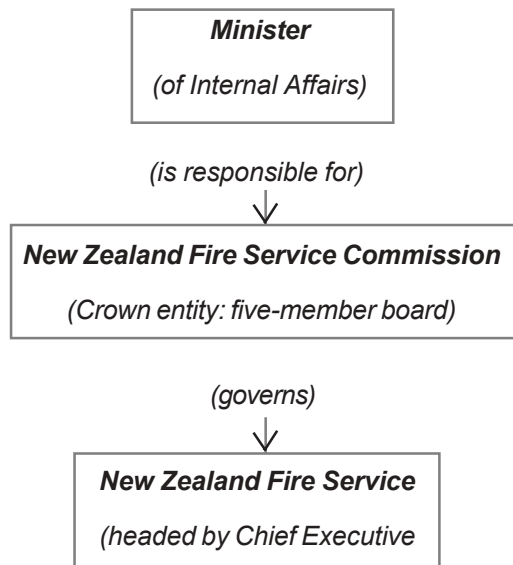 Minister
(of Internal Affairs)
(is responsible for)
New Zealand Fire Service Commission
(Crown entity: five-member board)
(governs)
New Zealand Fire Service
(headed by Chief Executive